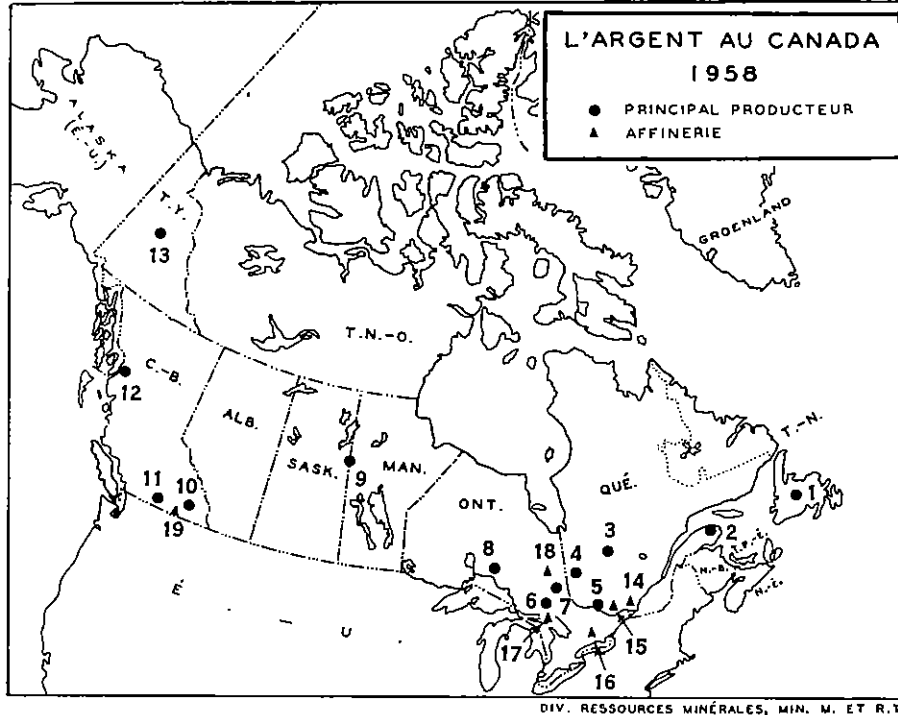 L'ARGENT AU CANADA
1958
● PRINCIPAL PRODUCTEUR
▲ AFFINERIE
ALASKA
(É.-U.)
GROENLAND
T.Y.
13
T.N.-O.
C.-B.
12
ALB.
SASK.
MAN.
9
ONT.
QUÉ.
T.-N.
1
11
10
19
2
3
4
18
8
5
14
6
7
15
16
17
Î.-P.-É.
N.-B.
N.-É.
É
-
U
DIV. RESSOURCES MINÉRALES, MIN. M. ET R.T